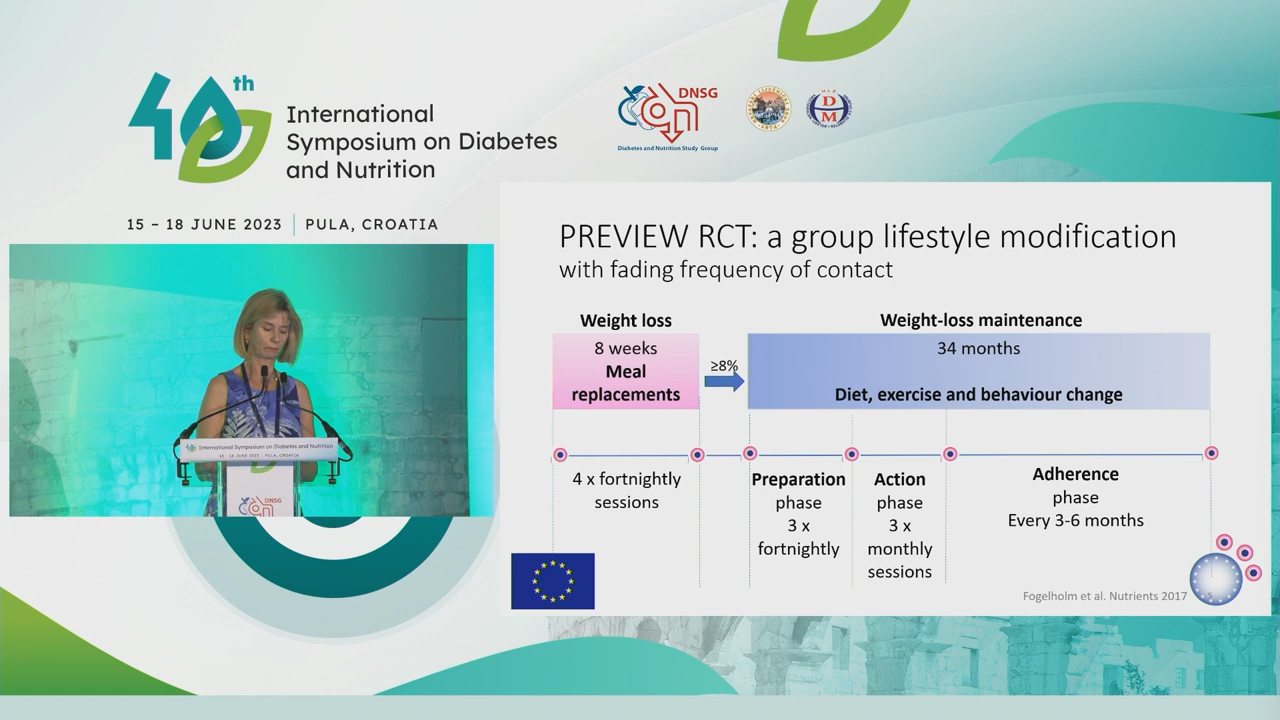 40th
International
Symposium on Diabetes
and Nutrition
15 – 18 JUNE 2023 | PULA, CROATIA
DNSG
Diabetes and Nutrition Study Group
DM
PREVIEW RCT: a group lifestyle modification
with fading frequency of contact
Weight loss
8 weeks
Meal
replacements
≥8%
Weight-loss maintenance
34 months
Diet, exercise and behaviour change
4 x fortnightly
sessions
Preparation
phase
3 x
fortnightly
Action
phase
3 x
monthly
sessions
Adherence
phase
Every 3-6 months
Fogelholm et al. Nutrients 2017
International Symposium on Diabetes and Nutrition
15 - 18 JUNE 2023 | PULA, CROATIA
DNSG